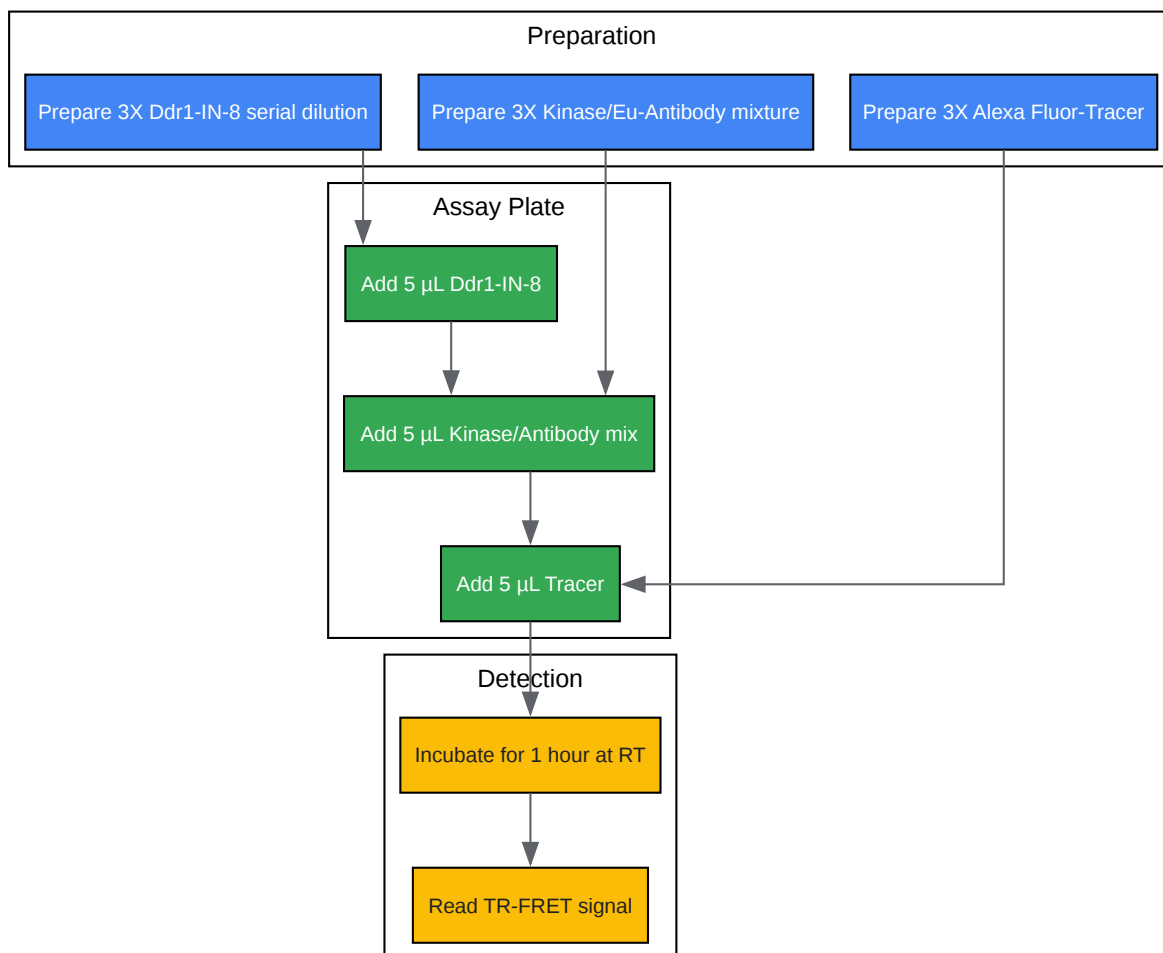 Preparation
Prepare 3X Ddr1-IN-8 serial dilution
Prepare 3X Kinase/Eu-Antibody mixture
Prepare 3X Alexa Fluor-Tracer
Assay Plate
Add 5 µL Ddr1-IN-8
Add 5 µL Kinase/Antibody mix
Add 5 µL Tracer
Detection
Incubate for 1 hour at RT
Read TR-FRET signal